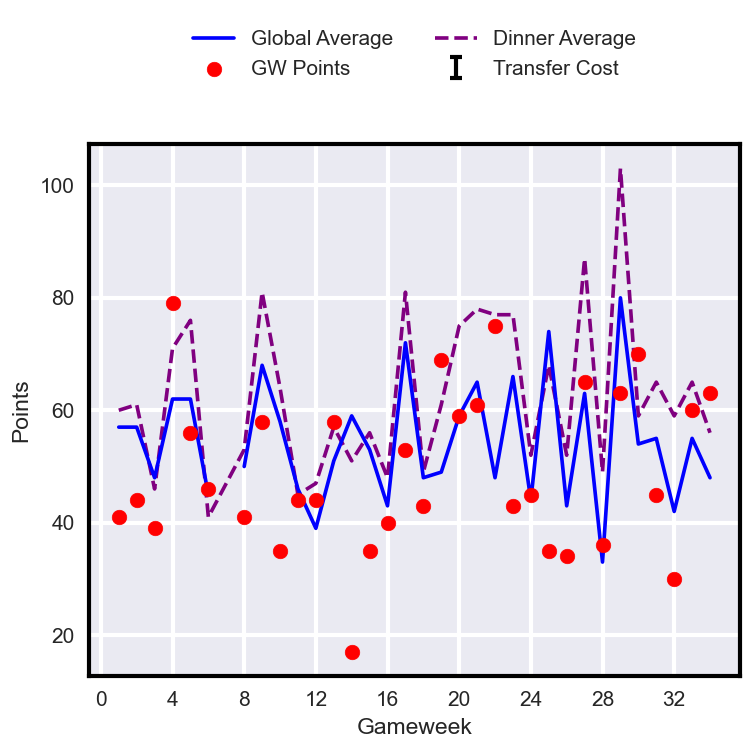 Global Average
Dinner Average
GW Points
Transfer Cost
100
80
60
40
20
Points
0 4 8 12 16 20 24 28 32
Gameweek